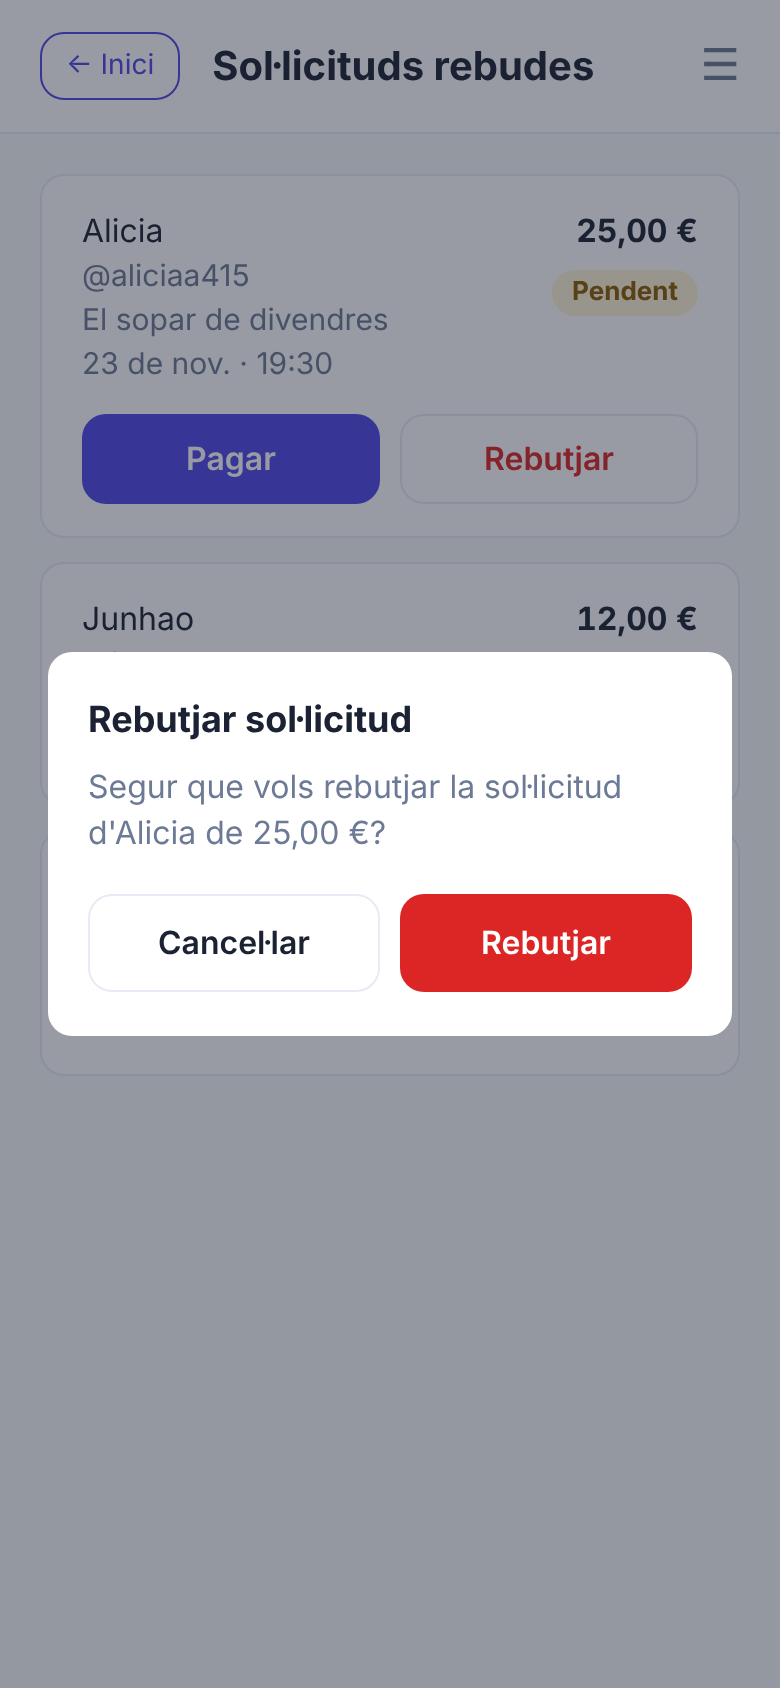 ← Inici
Sol·licituds rebudes
Alicia
25,00 €
@aliciaa415
Pendent
El sopar de divendres
23 de nov. · 19:30
Pagar
Rebutjar
Junhao
12,00 €
Rebutjar sol·licitud
Segur que vols rebutjar la sol·licitud
d'Alicia de 25,00 €?
Cancel·lar
Rebutjar